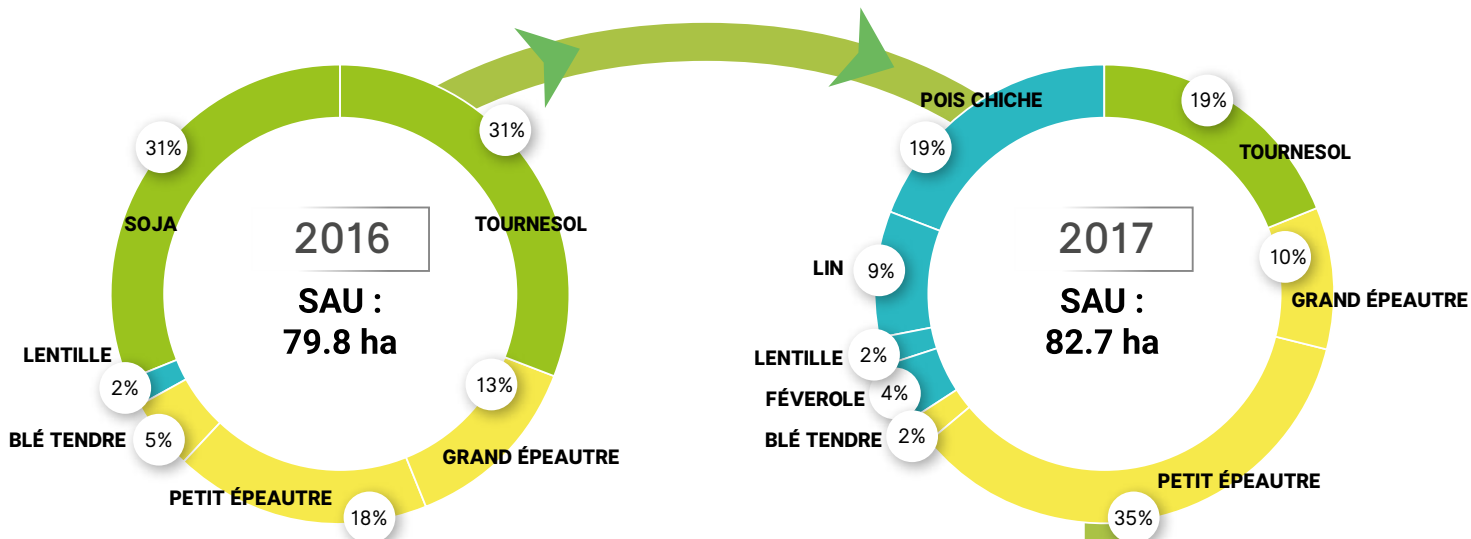 31%
31%
SOJA
TOURNESOL
2016
SAU :
79.8 ha
LENTILLE
2%
13%
BLÉ TENDRE
5%
GRAND ÉPEAUTRE
PETIT ÉPEAUTRE
18%
POIS CHICHE
19%
19%
TOURNESOL
2017
SAU :
82.7 ha
LIN
9%
10%
GRAND ÉPEAUTRE
LENTILLE
2%
FÉVEROLE
4%
BLÉ TENDRE
2%
PETIT ÉPEAUTRE
35%